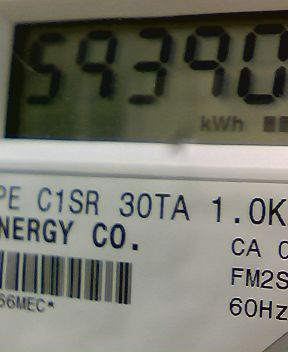 59390
kWh
PE C1SR 30TA 1.0K
NERGY CO.
CA 0
FM2S
66MEC*
60Hz